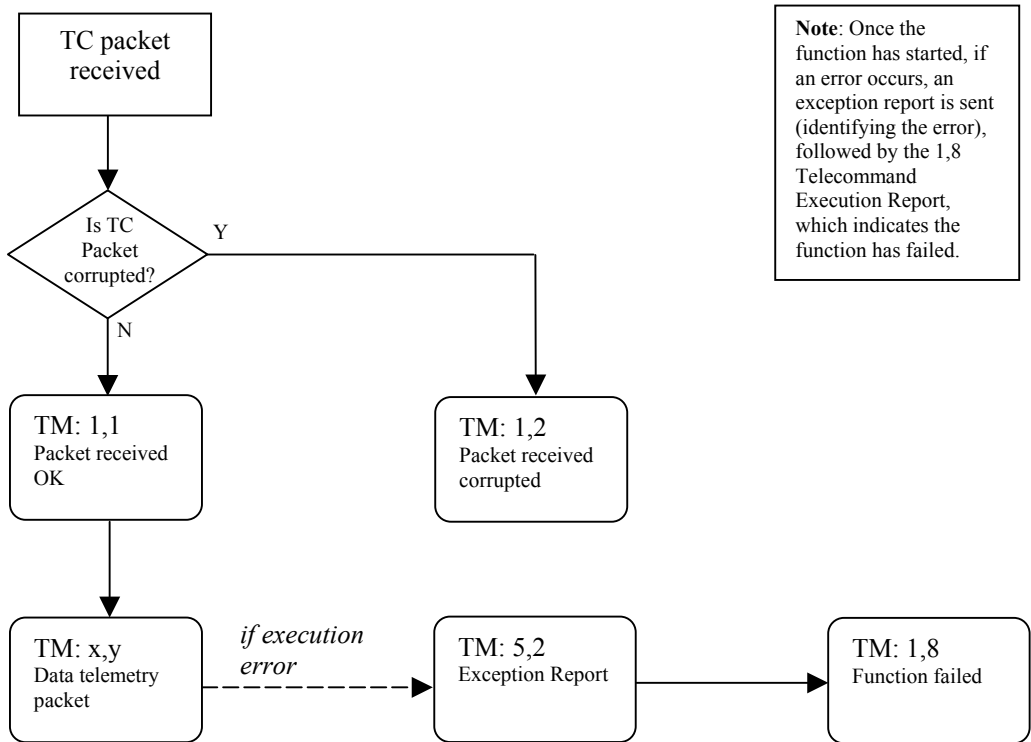 TC packet
received
Note: Once the
function has started, if
an error occurs, an
exception report is sent
(identifying the error),
followed by the 1,8
Telecommand
Execution Report,
which indicates the
function has failed.
Is TC
Packet
corrupted?
Y
N
TM: 1,1
Packet received
OK
TM: 1,2
Packet received
corrupted
TM: x,y
Data telemetry
packet
if execution
error
TM: 5,2
Exception Report
TM: 1,8
Function failed